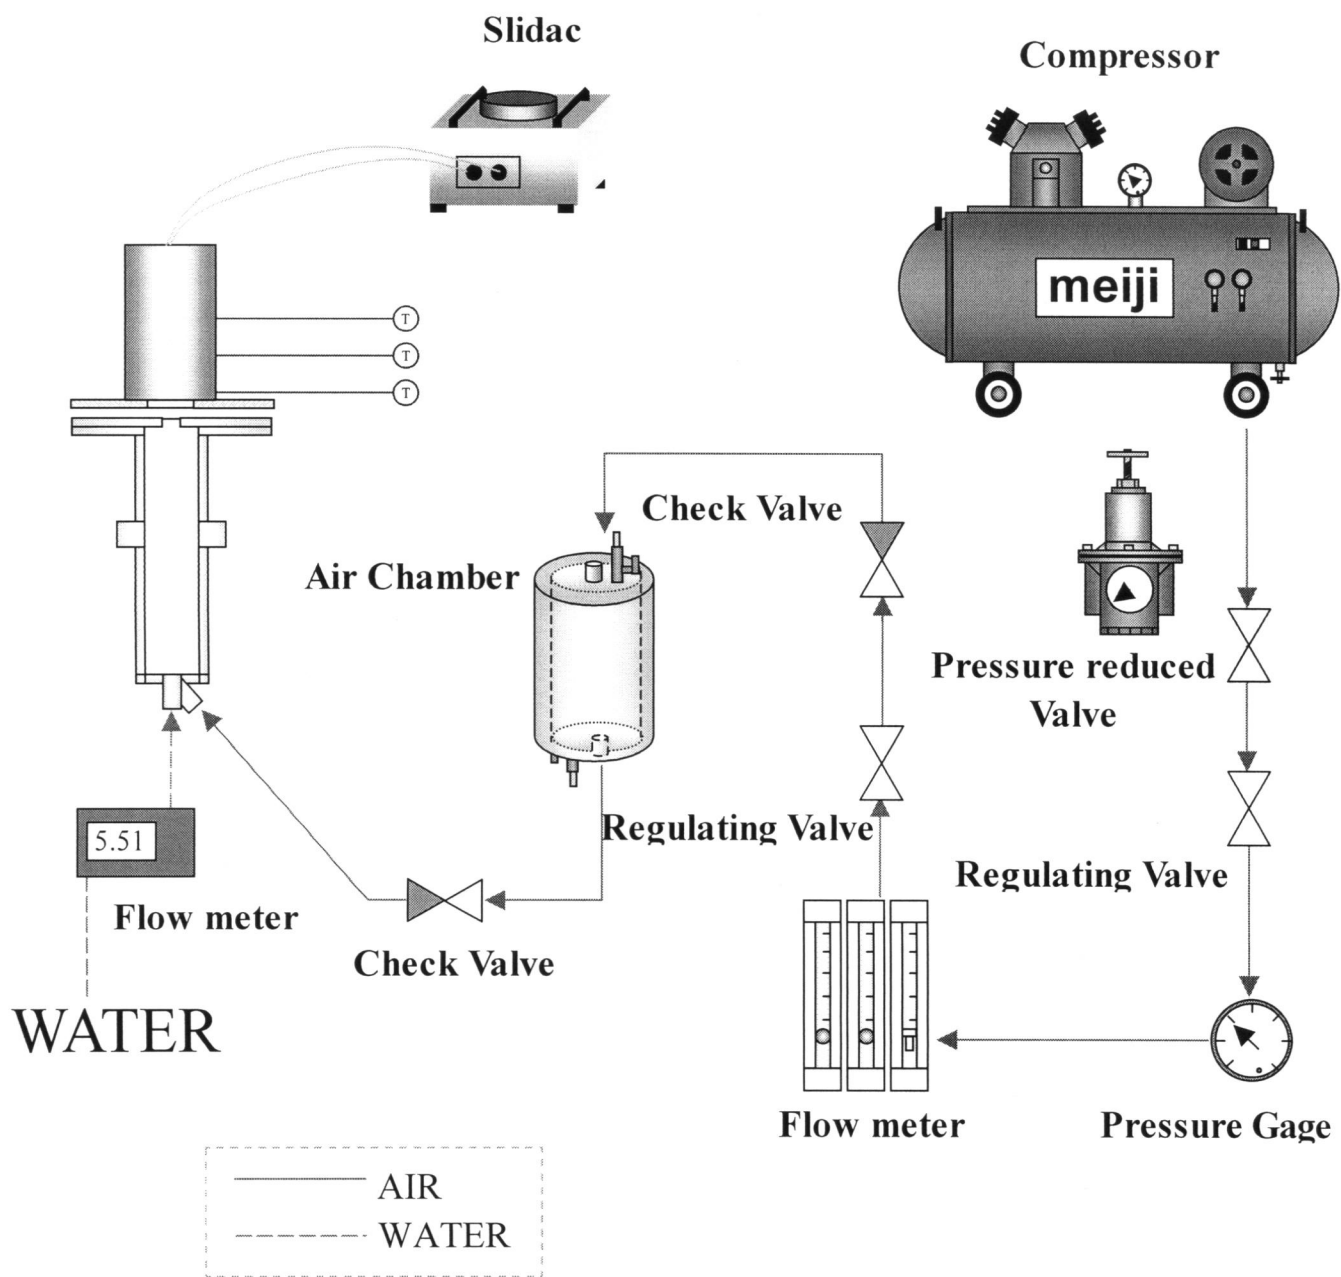 Slidac
Compressor
meiji
T
T
T
Check Valve
Air Chamber
Pressure reduced
Valve
Regulating Valve
5.51
Regulating Valve
Flow meter
Check Valve
WATER
Flow meter
Pressure Gage
AIR
WATER